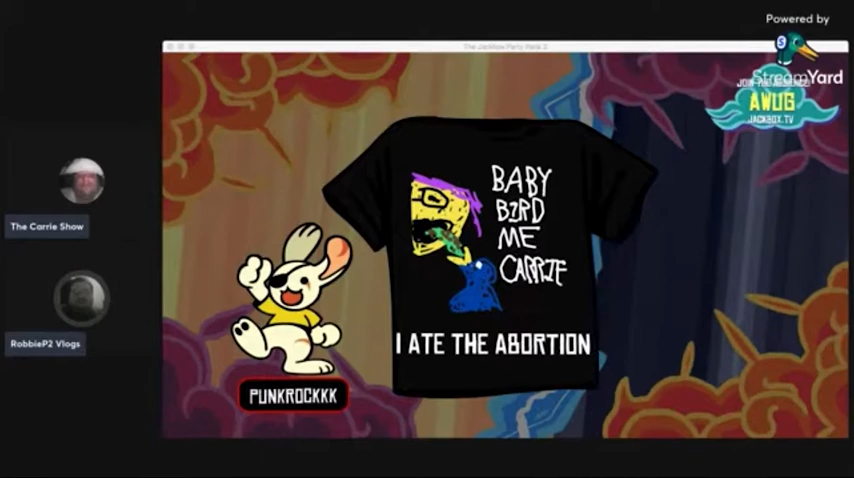 Powered by
StreamYard
The Jackbox Party Pack 3
AWUG
JACKBOX.TV
The Carrie Show
RobbieP2 Vlogs
BABY
BIRD
ME
CARRIE
I ATE THE ABORTION
PUNKROCKKK